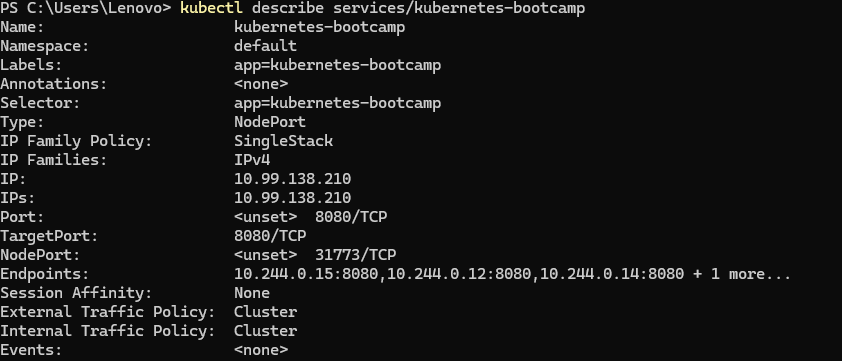 PS C:\Users\Lenovo> kubectl describe services/kubernetes-bootcamp
Name:                     kubernetes-bootcamp
Namespace:                default
Labels:                   app=kubernetes-bootcamp
Annotations:              <none>
Selector:                 app=kubernetes-bootcamp
Type:                     NodePort
IP Family Policy:         SingleStack
IP Families:              IPv4
IP:                       10.99.138.210
IPs:                      10.99.138.210
Port:                     <unset>  8080/TCP
TargetPort:               8080/TCP
NodePort:                 <unset>  31773/TCP
Endpoints:                10.244.0.15:8080,10.244.0.12:8080,10.244.0.14:8080 + 1 more...
Session Affinity:         None
External Traffic Policy:  Cluster
Internal Traffic Policy:  Cluster
Events:                   <none>